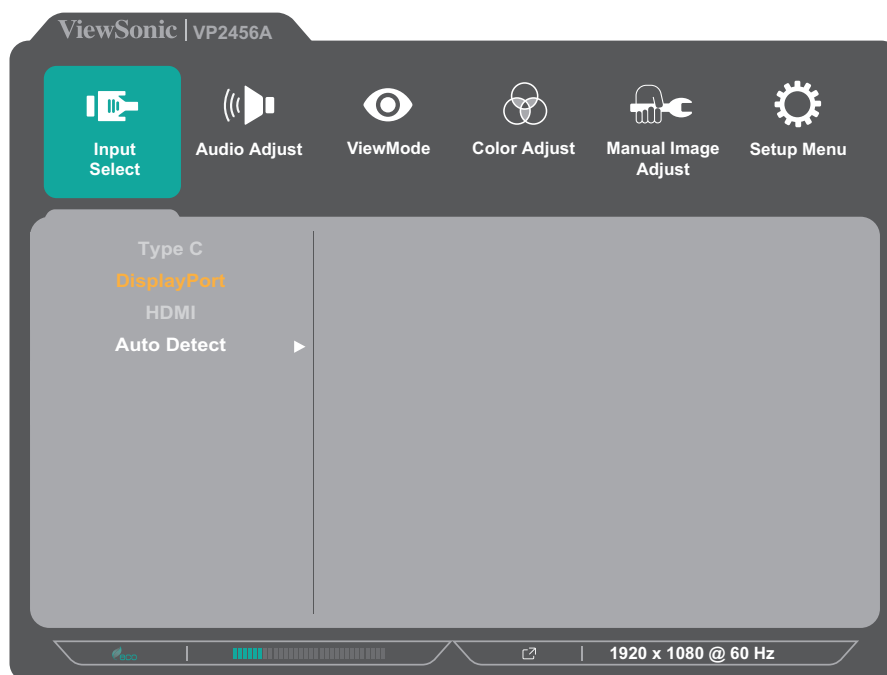 ViewSonic | VP2456A
Input
Select
Audio Adjust
ViewMode
Color Adjust
Manual Image
Adjust
Setup Menu
Type C
DisplayPort
HDMI
Auto Detect
eco
1920 x 1080 @ 60 Hz